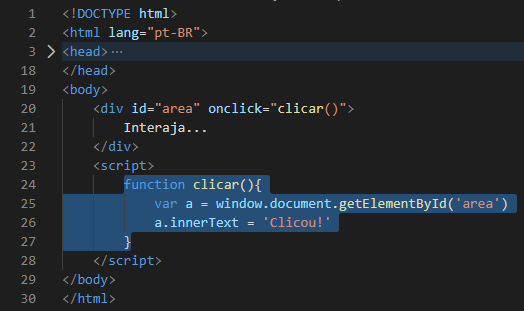 1 <!DOCTYPE html>
2 <html lang="pt-BR">
3 <head>...
18 </head>
19 <body>
20 <div id="area" onclick="clicar()">
21 Interaja...
22 </div>
23 <script>
24 function clicar(){
25 var a = window.document.getElementById('area')
26 a.innerText = 'Clicou!'
27 }
28 </script>
29 </body>
30 </html>